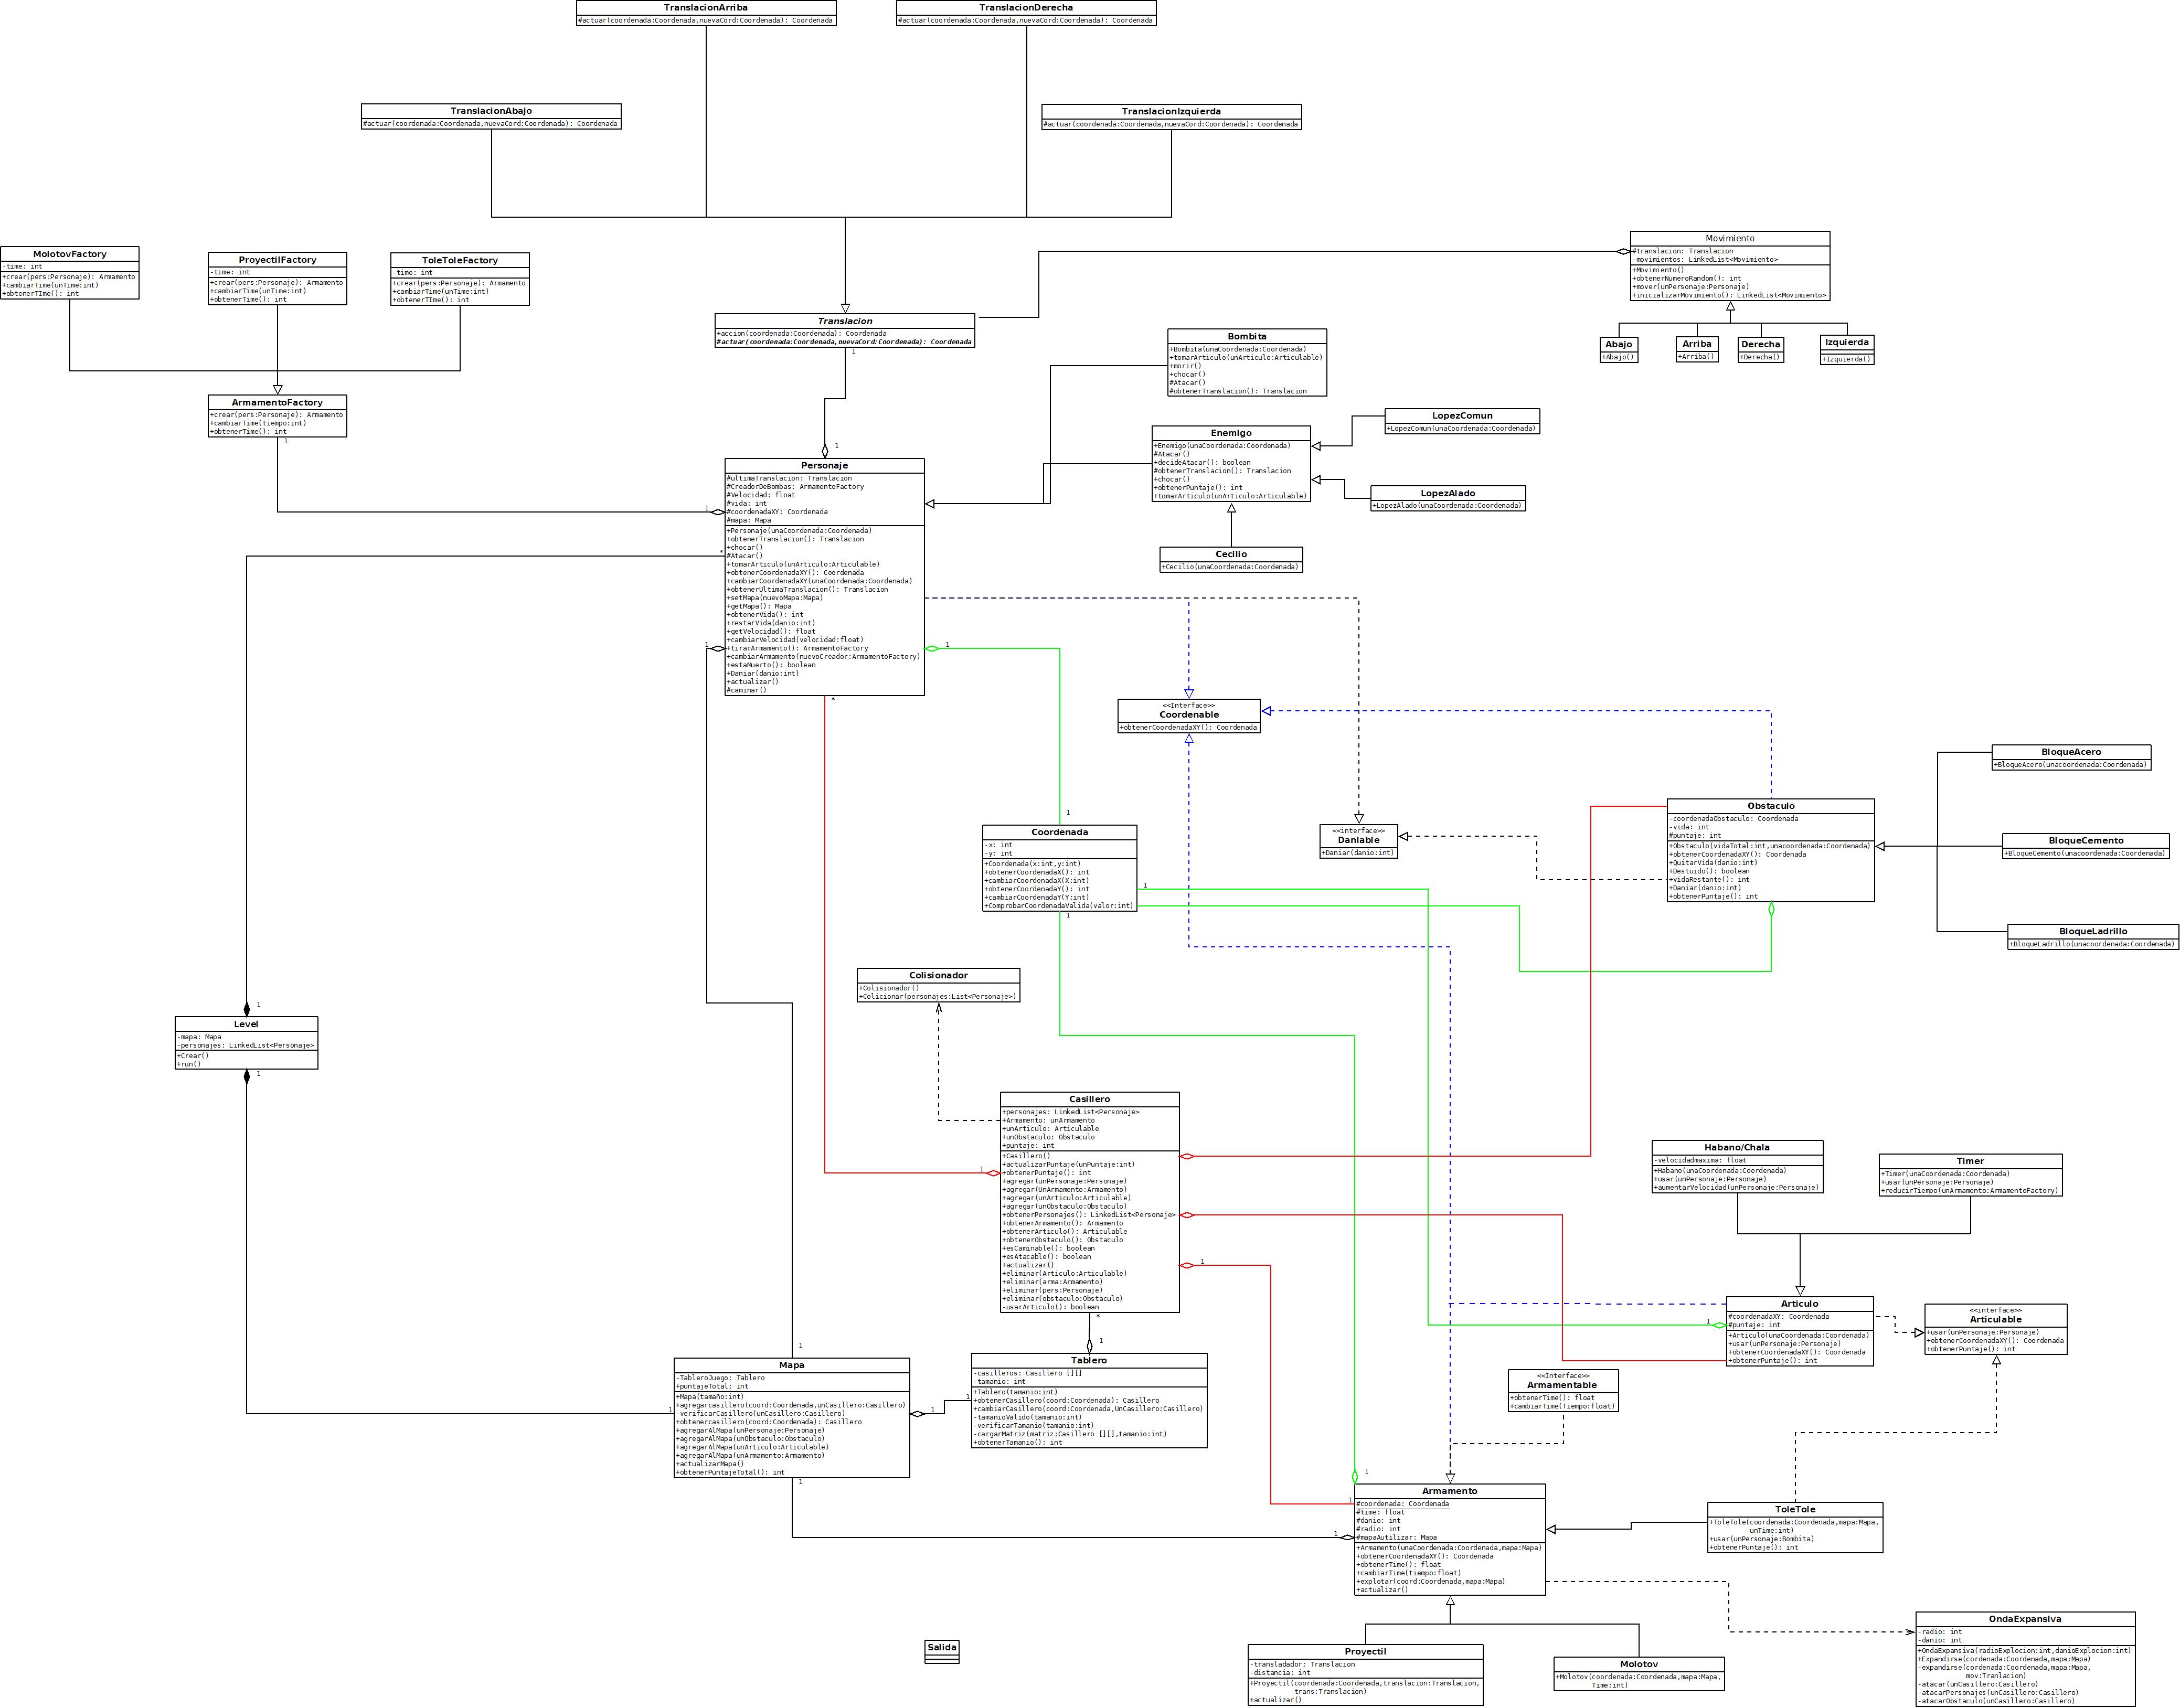 TranslacionArriba
#actuar(coordenada:Coordenada,nuevaCord:Coordenada): Coordenada
TranslacionDerecha
#actuar(coordenada:Coordenada,nuevaCord:Coordenada): Coordenada
TranslacionAbajo
#actuar(coordenada:Coordenada,nuevaCord:Coordenada): Coordenada
TranslacionIzquierda
#actuar(coordenada:Coordenada,nuevaCord:Coordenada): Coordenada
MolotovFactory
-time: int
+crear(pers:Personaje): Armamento
+cambiarTime(unTime:int)
+obtenerTIme(): int
ProyectilFactory
-time: int
+crear(pers:Personaje): Armamento
+cambiarTime(unTime:int)
+obtenerTime(): int
ToleToleFactory
-time: int
+crear(pers:Personaje): Armamento
+cambiarTime(unTime:int)
+obtenerTIme(): int
Movimiento
#translacion: Translacion
-movimientos: LinkedList<Movimiento>
+Movimiento()
+obtenerNumeroRandom(): int
+mover(unPersonaje:Personaje)
+inicializarMovimiento(): LinkedList<Movimiento>
Translacion
+accion(coordenada:Coordenada): Coordenada
#actuar(coordenada:Coordenada,nuevaCord:Coordenada): Coordenada
1
Abajo
+Abajo()
Arriba
+Arriba()
Derecha
+Derecha()
Izquierda
+Izquierda()
Bombita
+Bombita(unaCoordenada:Coordenada)
+tomarArticulo(unArticulo:Articulable)
+morir()
+chocar()
#Atacar()
#obtenerTranslacion(): Translacion
ArmamentoFactory
+crear(pers:Personaje): Armamento
+cambiarTime(tiempo:int)
+obtenerTime(): int
1
LopezComun
+LopezComun(unaCoordenada:Coordenada)
Enemigo
+Enemigo(unaCoordenada:Coordenada)
#Atacar()
+decideAtacar(): boolean
#obtenerTranslacion(): Translacion
+chocar()
+obtenerPuntaje(): int
+tomarArticulo(unArticulo:Articulable)
LopezAlado
+LopezAlado(unaCoordenada:Coordenada)
Cecilio
+Cecilio(unaCoordenada:Coordenada)
1
Personaje
#ultimaTranslacion: Translacion
#CreadorDeBombas: ArmamentoFactory
#Velocidad: float
#vida: int
#coordenadaXY: Coordenada
#mapa: Mapa
+Personaje(unaCoordenada:Coordenada)
+obtenerTranslacion(): Translacion
+chocar()
#Atacar()
+tomarArticulo(unArticulo:Articulable)
+obtenerCoordenadaXY(): Coordenada
+cambiarCoordenadaXY(unaCoordenada:Coordenada)
+obtenerUltimaTranslacion(): Translacion
+setMapa(nuevoMapa:Mapa)
+getMapa(): Mapa
+obtenerVida(): int
+restarVida(danio:int)
+getVelocidad(): float
+cambiarVelocidad(velocidad:float)
+tirarArmamento(): ArmamentoFactory
+cambiarArmamento(nuevoCreador:ArmamentoFactory)
+estaMuerto(): boolean
+Daniar(danio:int)
+actualizar()
#caminar()
1
*
1
1
*
<<Interface>>
Coordenable
+obtenerCoordenadaXY(): Coordenada
BloqueAcero
+BloqueAcero(unacoordenada:Coordenada)
Obstaculo
-coordenadaObstaculo: Coordenada
-vida: int
#puntaje: int
+Obstaculo(vidaTotal:int,unacoordenada:Coordenada)
+obtenerCoordenadaXY(): Coordenada
+QuitarVida(danio:int)
+Destuido(): boolean
+vidaRestante(): int
+Daniar(danio:int)
+obtenerPuntaje(): int
BloqueCemento
+BloqueCemento(unacoordenada:Coordenada)
BloqueLadrillo
+BloqueLadrillo(unacoordenada:Coordenada)
1
Coordenada
-x: int
-y: int
+Coordenada(x:int,y:int)
+obtenerCoordenadaX(): int
+cambiarCoordenadaX(X:int)
+obtenerCoordenadaY(): int
+cambiarCoordenadaY(Y:int)
+ComprobarCoordenadaValida(valor:int)
1
1
<<interface>>
Daniable
+Daniar(danio:int)
Colisionador
+Colisionador()
+Colicionar(personajes:List<Personaje>)
1
Level
-mapa: Mapa
-personajes: LinkedList<Personaje>
+Crear()
+run()
1
Casillero
+personajes: LinkedList<Personaje>
+Armamento: unArmamento
+unArticulo: Articulable
+unObstaculo: Obstaculo
+puntaje: int
+Casillero()
+actualizarPuntaje(unPuntaje:int)
+obtenerPuntaje(): int
+agregar(unPersonaje:Personaje)
+agregar(UnArmamento:Armamento)
+agregar(unArticulo:Articulable)
+agregar(unObstaculo:Obstaculo)
+obtenerPersonajes(): LinkedList<Personaje>
+obtenerArmamento(): Armamento
+obtenerArticulo(): Articulable
+obtenerObstaculo(): Obstaculo
+esCaminable(): boolean
+esAtacable(): boolean
+actualizar()
+eliminar(Articulo:Articulable)
+eliminar(arma:Armamento)
+eliminar(pers:Personaje)
+eliminar(obstaculo:Obstaculo)
-usarArticulo(): boolean
1
1
*
Habano/Chala
-velocidadmaxima: float
+Habano(unaCoordenada:Coordenada)
+usar(unPersonaje:Personaje)
+aumentarVelocidad(unPersonaje:Personaje)
Timer
+Timer(unaCoordenada:Coordenada)
+usar(unPersonaje:Personaje)
+reducirTiempo(unArmamento:ArmamentoFactory)
1
Articulo
#coordenadaXY: Coordenada
#puntaje: int
+Articulo(unaCoordenada:Coordenada)
+usar(unPersonaje:Personaje)
+obtenerCoordenadaXY(): Coordenada
+obtenerPuntaje(): int
<<interface>>
Articulable
+usar(unPersonaje:Personaje)
+obtenerCoordenadaXY(): Coordenada
+obtenerPuntaje(): int
1
1
Mapa
-TableroJuego: Tablero
+puntajeTotal: int
+Mapa(tamaño:int)
+agregarcasillero(coord:Coordenada,unCasillero:Casillero)
-verificarCasillero(unCasillero:Casillero)
+obtenercasillero(coord:Coordenada): Casillero
+agregarAlMapa(unPersonaje:Personaje)
+agregarAlMapa(unObstaculo:Obstaculo)
+agregarAlMapa(unArticulo:Articulable)
+agregarAlMapa(unArmamento:Armamento)
+actualizarMapa()
+obtenerPuntajeTotal(): int
1
1
1
1
Tablero
-casilleros: Casillero [][]
-tamanio: int
+Tablero(tamanio:int)
+obtenerCasillero(coord:Coordenada): Casillero
+cambiarCasillero(coord:Coordenada,UnCasillero:Casillero)
-tamanioValido(tamanio:int)
-verificarTamanio(tamanio:int)
-cargarMatriz(matriz:Casillero [][],tamanio:int)
+obtenerTamanio(): int
<<Interface>>
Armamentable
+obtenerTime(): float
+cambiarTime(Tiempo:float)
1
1
1
Armamento
#coordenada: Coordenada
#time: float
#danio: int
#radio: int
#mapaAutilizar: Mapa
+Armamento(unaCoordenada:Coordenada,mapa:Mapa)
+obtenerCoordenadaXY(): Coordenada
+obtenerTime(): float
+cambiarTime(tiempo:float)
+explotar(coord:Coordenada,mapa:Mapa)
+actualizar()
ToleTole
+ToleTole(coordenada:Coordenada,mapa:Mapa,
unTime:int)
+usar(unPersonaje:Bombita)
+obtenerPuntaje(): int
Salida
Proyectil
-transladador: Translacion
-distancia: int
+Proyectil(coordenada:Coordenada,translacion:Translacion,
trans:Translacion)
+actualizar()
Molotov
+Molotov(coordenada:Coordenada,mapa:Mapa,
Time:int)
OndaExpansiva
-radio: int
-danio: int
+OndaExpansiva(radioExplocion:int,danioExplocion:int)
+Expandirse(cordenada:Coordenada,mapa:Mapa)
-expandirse(cordenada:Coordenada,mapa:Mapa,
mov:Tranlacion)
-atacar(unCasillero:Casillero)
-atacarPersonajes(unCasillero:Casillero)
-atacarObstaculo(unCasillero:Casillero)